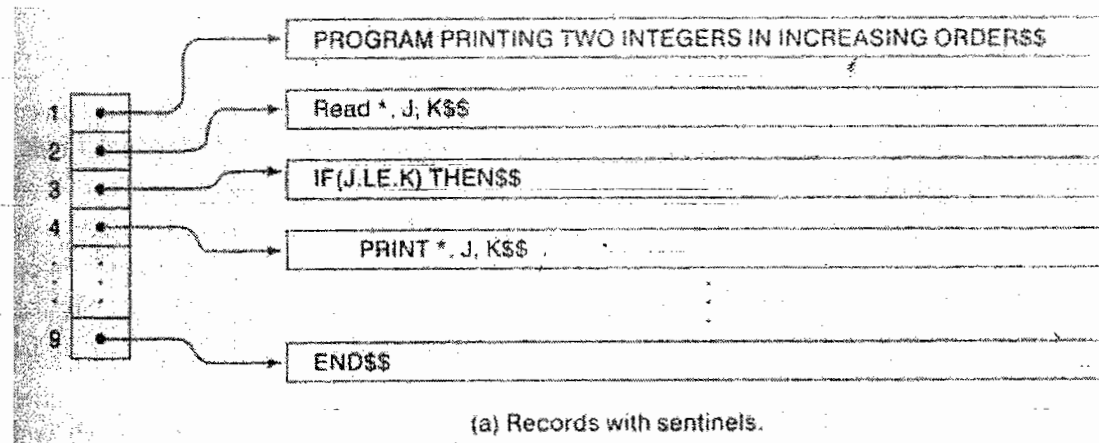 PROGRAM PRINTING TWO INTEGERS IN INCREASING ORDER$$
1
Read *, J, K$$
2
3
IF(J.LE.K) THEN$$
4
PRINT *, J, K$$
9
END$$
(a) Records with sentinels.